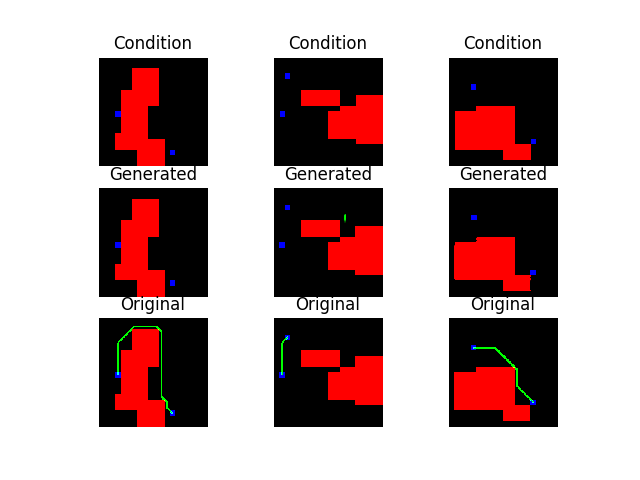 Condition Condition Condition
Generated Generated Generated
Original Original Original